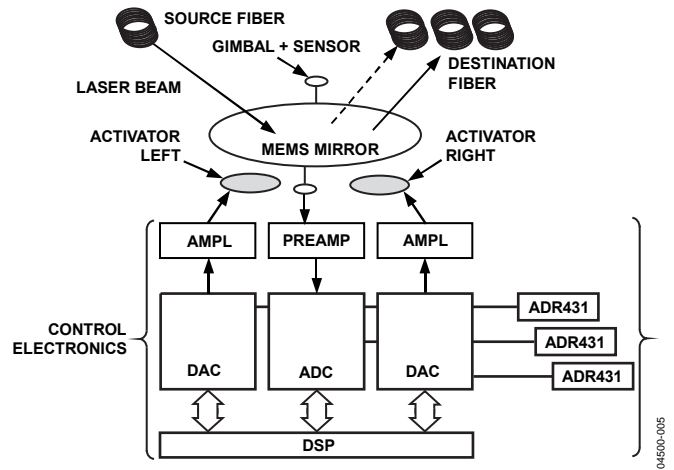 SOURCE FIBER
GIMBAL + SENSOR
DESTINATION
FIBER
LASER BEAM
ACTIVATOR
LEFT
MEMS MIRROR
ACTIVATOR
RIGHT
AMPL
PREAMP
AMPL
CONTROL
ELECTRONICS
DAC
ADC
DAC
ADR431
ADR431
ADR431
DSP
04500-005